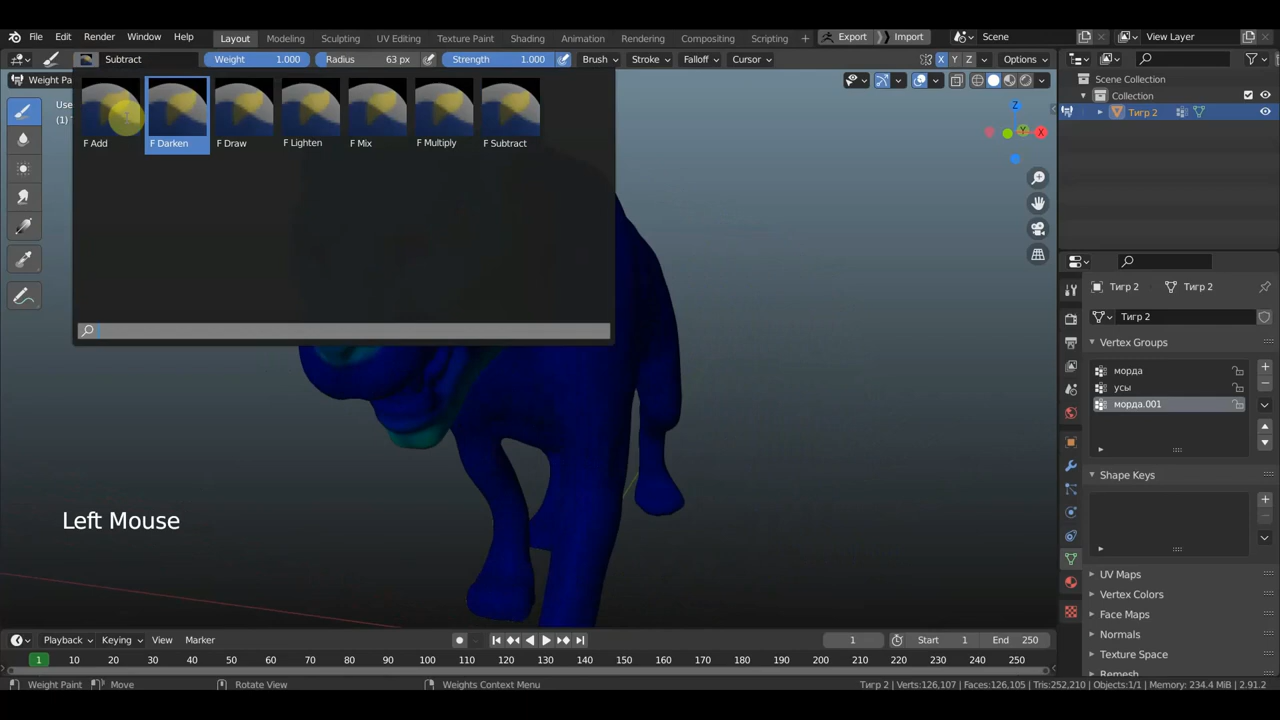 File Edit Render Window Help Layout Modeling Sculpting UV Editing Texture Paint Shading Animation Rendering Compositing Scripting + Export Import Scene View Layer
Subtract Weight 1.000 Radius 63 px Strength 1.000 Brush Stroke Falloff Cursor X Y Z Options
Weight Pa
Use
(1)
F Add F Darken F Draw F Lighten F Mix F Multiply F Subtract
Z
Y X
Left Mouse
Scene Collection
Collection
Тигр 2
Тигр 2 Тигр 2
Тигр 2
Vertex Groups
морда
усы
морда.001
Shape Keys
UV Maps
Vertex Colors
Face Maps
Normals
Texture Space
Remesh
Playback Keying View Marker 1 Start 1 End 250
1 10 20 30 40 50 60 70 80 90 100 110 120 130 140 150 160 170 180 190 200 210 220 230 240 250
Weight Paint Move Rotate View Weights Context Menu Тигр 2 | Verts:126,107 | Faces:126,105 | Tris:252,210 | Objects:1/1 | Memory: 234.4 MiB | 2.91.2